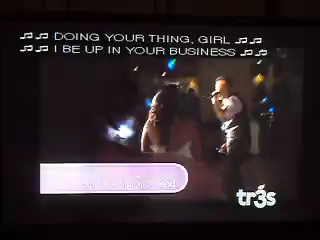 ♫♫ DOING YOUR THING, GIRL ♫♫
♫♫ I BE UP IN YOUR BUSINESS ♫♫
tr3s